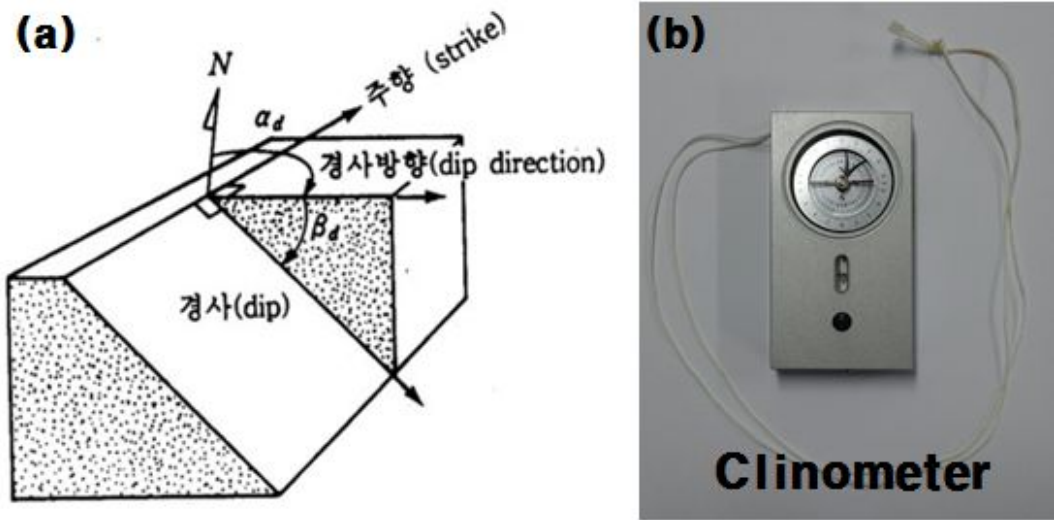 (a)
N
α_d
주향 (strike)
경사방향(dip direction)
β_d
경사(dip)
(b)
Clinometer